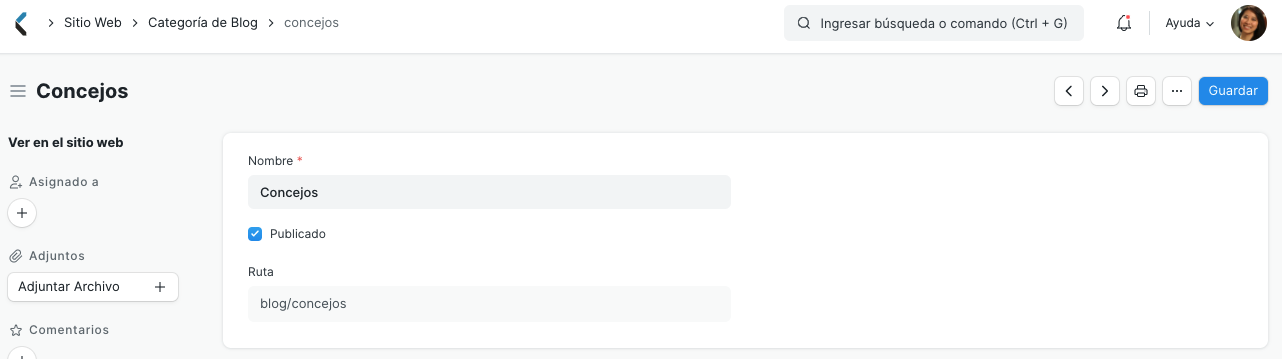 Sitio Web Categoría de Blog concejos
Ingresar búsqueda o comando (Ctrl + G)
Ayuda
Concejos
Guardar
Ver en el sitio web
Asignado a
Adjuntos
Adjuntar Archivo
Comentarios
Nombre *
Concejos
Publicado
Ruta
blog/concejos